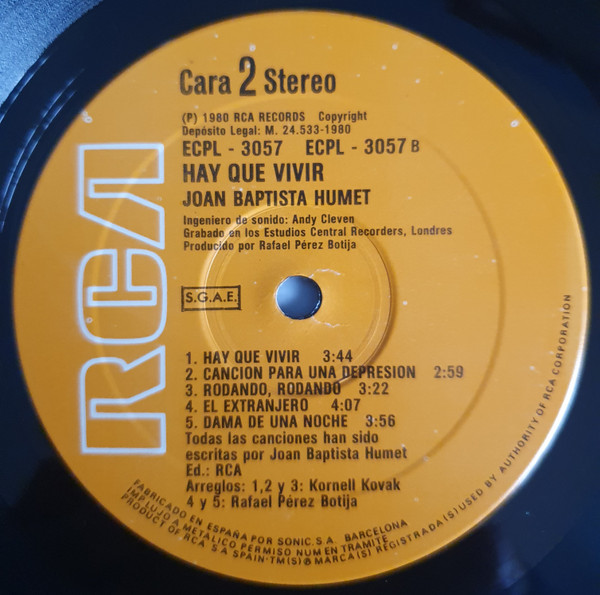 Cara 2 Stereo
(P) 1980 RCA RECORDS Copyright
Depósito Legal: M. 24.533-1980
ECPL - 3057 ECPL - 3057 B
HAY QUE VIVIR
JOAN BAPTISTA HUMET
Ingeniero de sonido: Andy Cleven
Grabado en los Estudios Central Recorders, Londres
Producido por Rafael Pérez Botija
RCA
S.G.A.E.
1. HAY QUE VIVIR 3:44
2. CANCION PARA UNA DEPRESION 2:59
3. RODANDO, RODANDO 3:22
4. EL EXTRANJERO 4:07
5. DAMA DE UNA NOCHE 3:56
Todas las canciones han sido
escritas por Joan Baptista Humet
Ed.: RCA
Arreglos: 1,2 y 3: Kornell Kovak
4 y 5: Rafael Pérez Botija
FABRICADO EN ESPAÑA POR SONIC.S.A. BARCELONA
IMP LUJO A METALICO PERMISO NUM EN TRAMITE
PRODUCT OF RCA S.A SPAIN-TM(S)® MARCA(S) REGISTRADA(S) USED BY AUTHORITY OF RCA CORPORATION